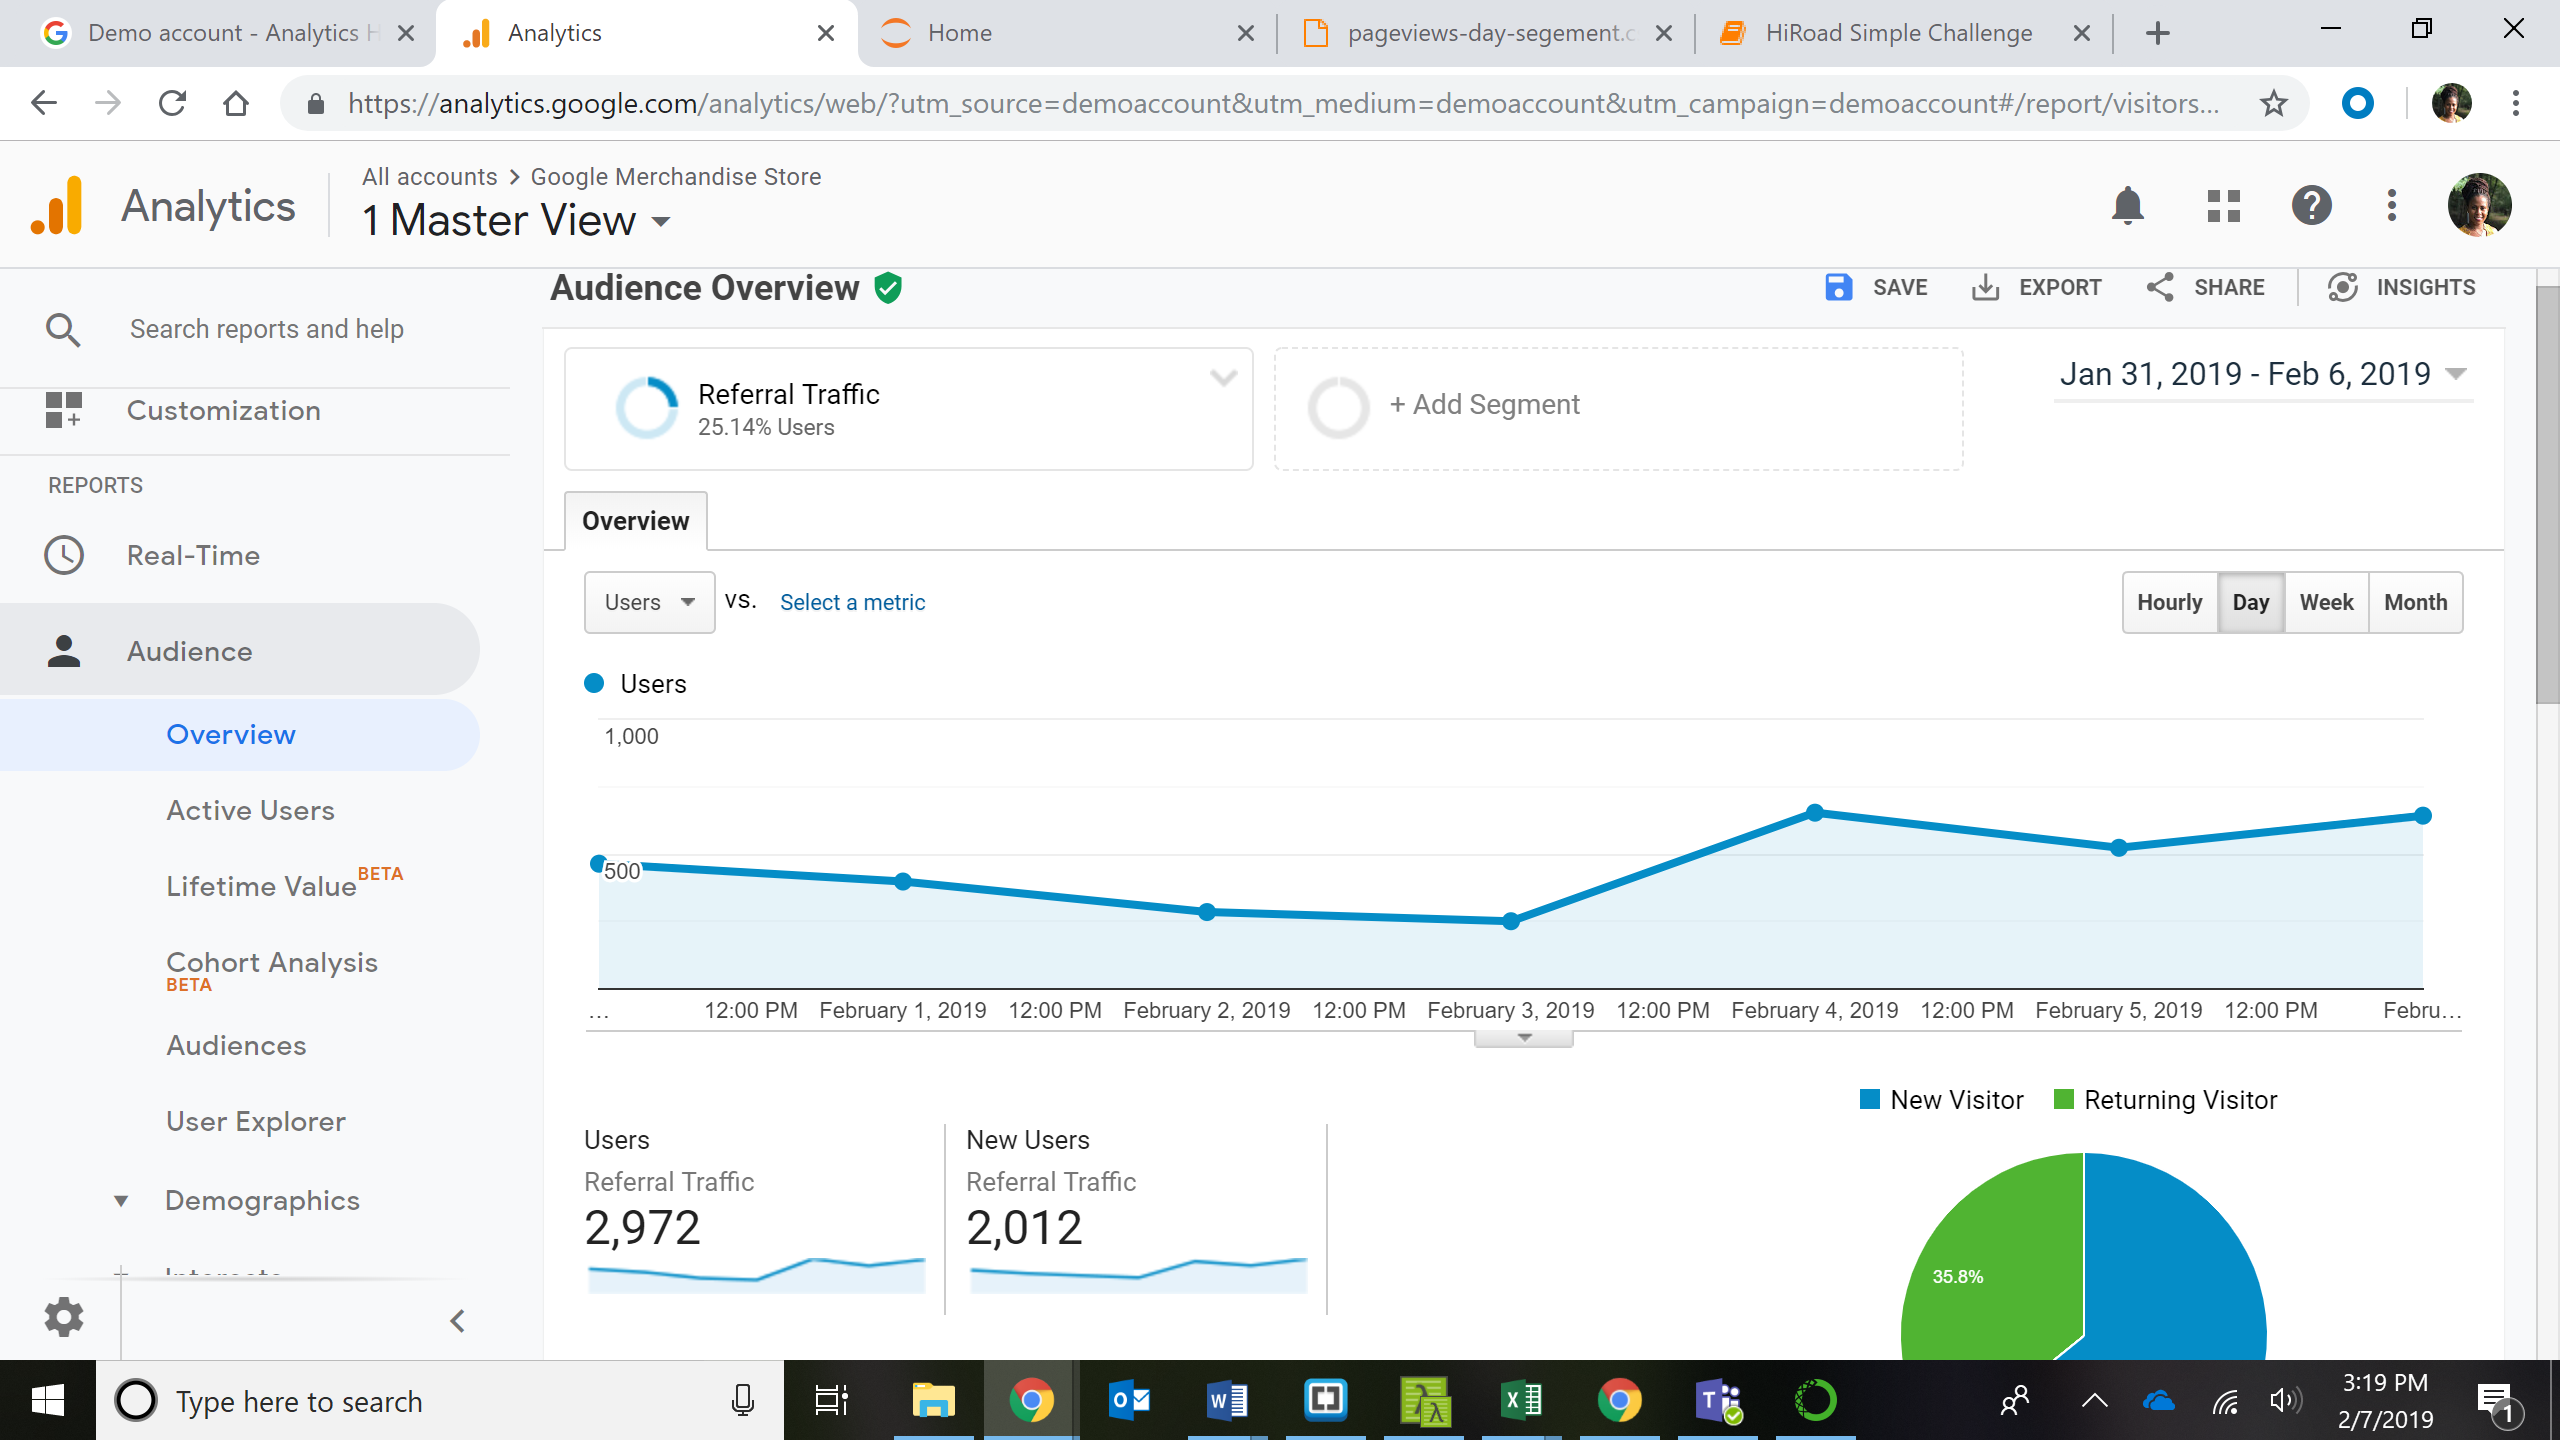 Demo account - Analytics H
Analytics
Home
pageviews-day-segement.c
HiRoad Simple Challenge
https://analytics.google.com/analytics/web/?utm_source=demoaccount&utm_medium=demoaccount&utm_campaign=demoaccount#/report/visitors...
Analytics
All accounts > Google Merchandise Store
1 Master View
Audience Overview
SAVE
EXPORT
SHARE
INSIGHTS
Search reports and help
Customization
REPORTS
Real-Time
Audience
Overview
Active Users
Lifetime Value BETA
Cohort Analysis
BETA
Audiences
User Explorer
Demographics
Interests
Referral Traffic
25.14% Users
+ Add Segment
Jan 31, 2019 - Feb 6, 2019
Overview
Users
VS.
Select a metric
Hourly
Day
Week
Month
Users
1,000
500
...
12:00 PM
February 1, 2019
12:00 PM
February 2, 2019
12:00 PM
February 3, 2019
12:00 PM
February 4, 2019
12:00 PM
February 5, 2019
12:00 PM
Febru...
New Visitor
Returning Visitor
Users
Referral Traffic
2,972
New Users
Referral Traffic
2,012
35.8%
Type here to search
3:19 PM
2/7/2019
1